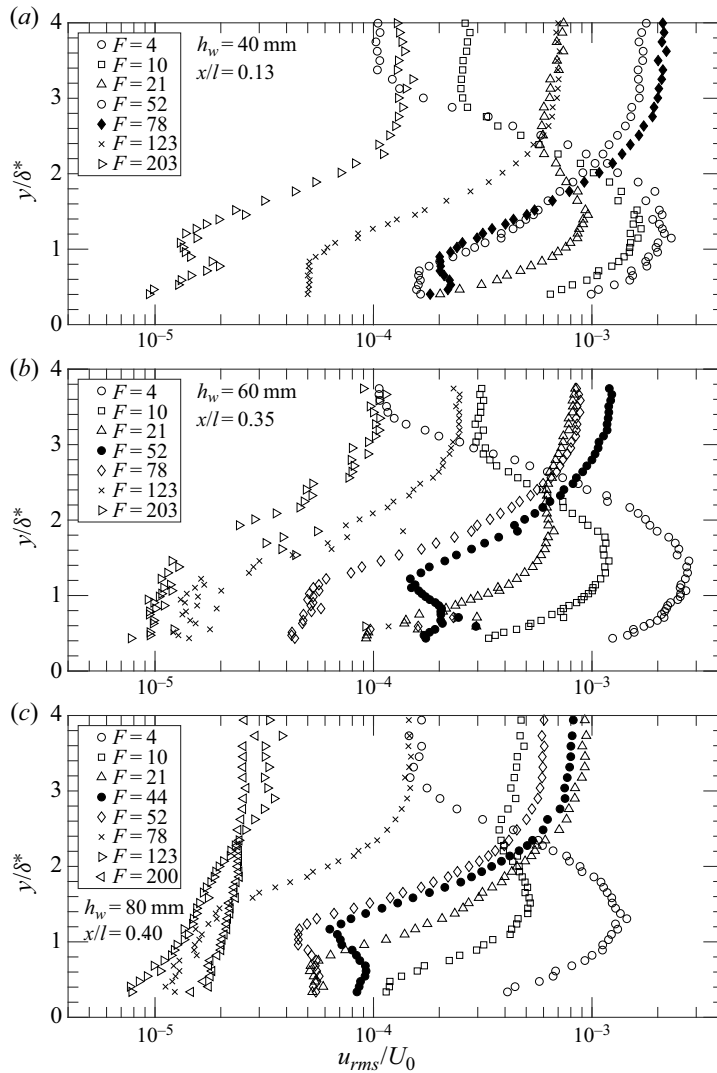 (a)
4
3
2
1
0
y/δ*
F = 4
F = 10
F = 21
F = 52
F = 78
F = 123
F = 203
h_w = 40 mm
x/l = 0.13
10⁻⁵
10⁻⁴
10⁻³
(b)
4
3
2
1
0
y/δ*
F = 4
F = 10
F = 21
F = 52
F = 78
F = 123
F = 203
h_w = 60 mm
x/l = 0.35
10⁻⁵
10⁻⁴
10⁻³
(c)
4
3
2
1
0
y/δ*
F = 4
F = 10
F = 21
F = 44
F = 52
F = 78
F = 123
F = 200
h_w = 80 mm
x/l = 0.40
10⁻⁵
10⁻⁴
10⁻³
u_rms/U₀